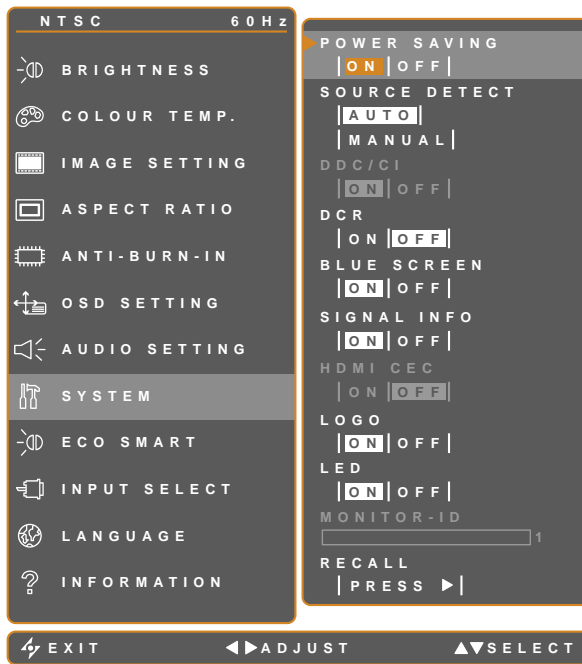 NTSC 60Hz
BRIGHTNESS
COLOUR TEMP.
IMAGE SETTING
ASPECT RATIO
ANTI-BURN-IN
OSD SETTING
AUDIO SETTING
SYSTEM
ECO SMART
INPUT SELECT
LANGUAGE
INFORMATION
POWER SAVING
ON OFF
SOURCE DETECT
AUTO
MANUAL
DDC/CI
ON OFF
DCR
ON OFF
BLUE SCREEN
ON OFF
SIGNAL INFO
ON OFF
HDMI CEC
ON OFF
LOGO
ON OFF
LED
ON OFF
MONITOR-ID
1
RECALL
PRESS
EXIT ADJUST SELECT